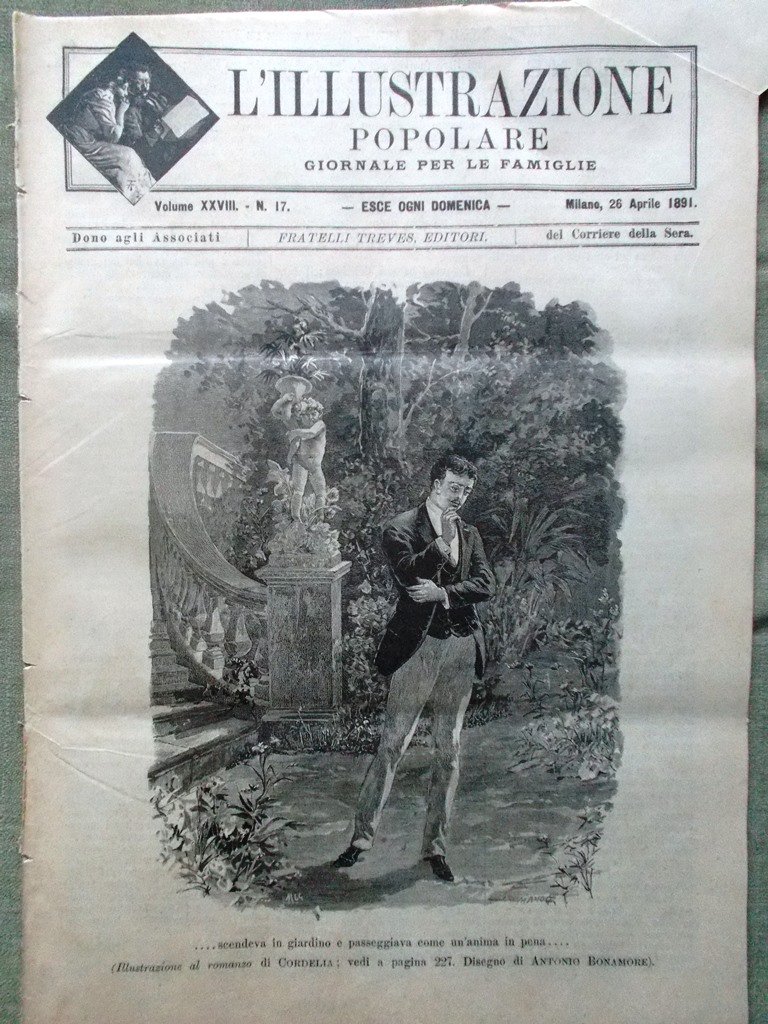 L'ILLUSTRAZIONE
POPOLARE
GIORNALE PER LE FAMIGLIE
Volume XXVIII. - N. 17. — ESCE OGNI DOMENICA — Milano, 26 Aprile 1891.
Dono agli Associati FRATELLI TREVES, EDITORI. del Corriere della Sera.
....scendeva in giardino e passeggiava come un'anima in pena....
(Illustrazione al romanzo di CORDELIA; vedi a pagina 227. Disegno di ANTONIO BONAMORE).